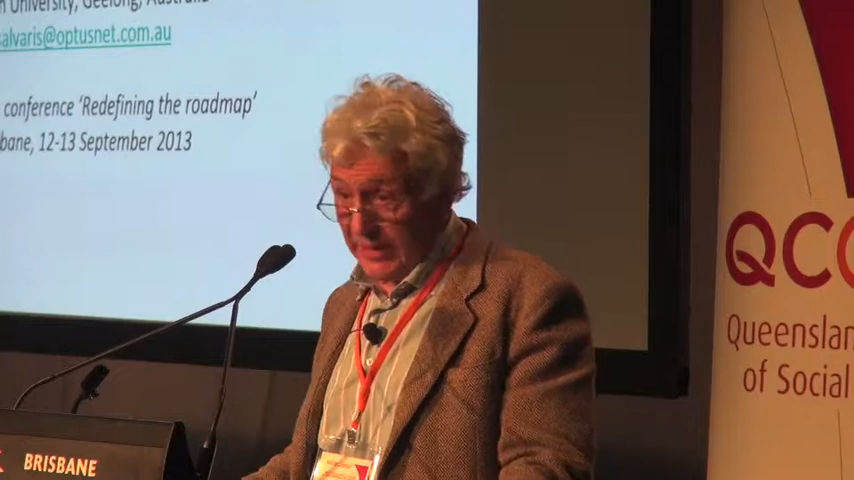 University, Geelong, Australia
salvaris@optusnet.com.au
conference 'Redefining the roadmap'
bane, 12-13 September 2013
QCO
Queensla
of Social
BRISBANE